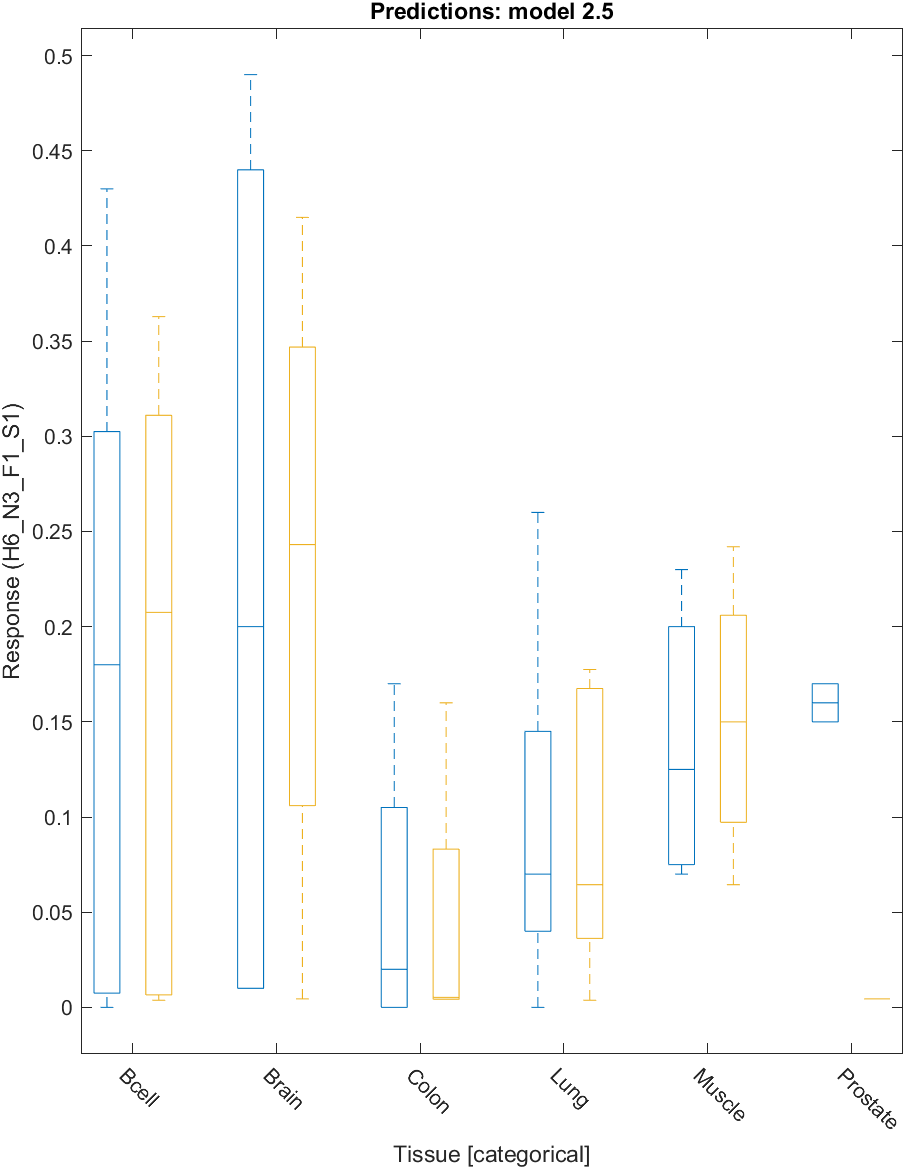 Predictions: model 2.5
Response (H6_N3_F1_S1)
0.5
0.45
0.4
0.35
0.3
0.25
0.2
0.15
0.1
0.05
0
Bcell
Brain
Colon
Lung
Muscle
Prostate
Tissue [categorical]